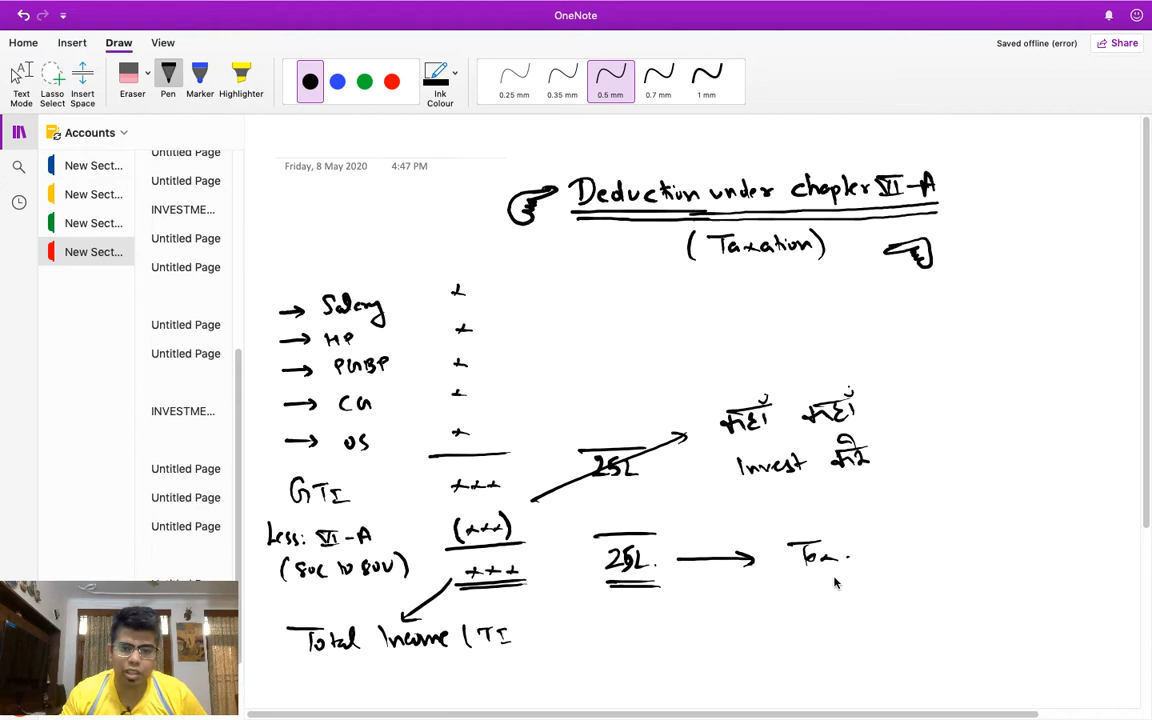 OneNote
Home Insert Draw View
Saved offline (error) Share
Text Mode
Lasso Select
Insert Space
Eraser
Pen
Marker
Highlighter
Ink Colour
0.25 mm 0.35 mm 0.5 mm 0.7 mm 1 mm
Accounts
New Sect...
New Sect...
New Sect...
New Sect...
Untitled Page
Untitled Page
INVESTME...
Untitled Page
Untitled Page
Untitled Page
Untitled Page
INVESTME...
Untitled Page
Untitled Page
Untitled Page
Friday, 8 May 2020 4:47 PM
Deduction under chapter VI-A
(Taxation)
→ Salary +
→ HP +
→ PGBP +
→ CG +
→ OS +
GTI +++ 25L
Invest
Less: VI-A (+++)
(80C to 80U) +++ 25L. → Tax.
Total Income (TI